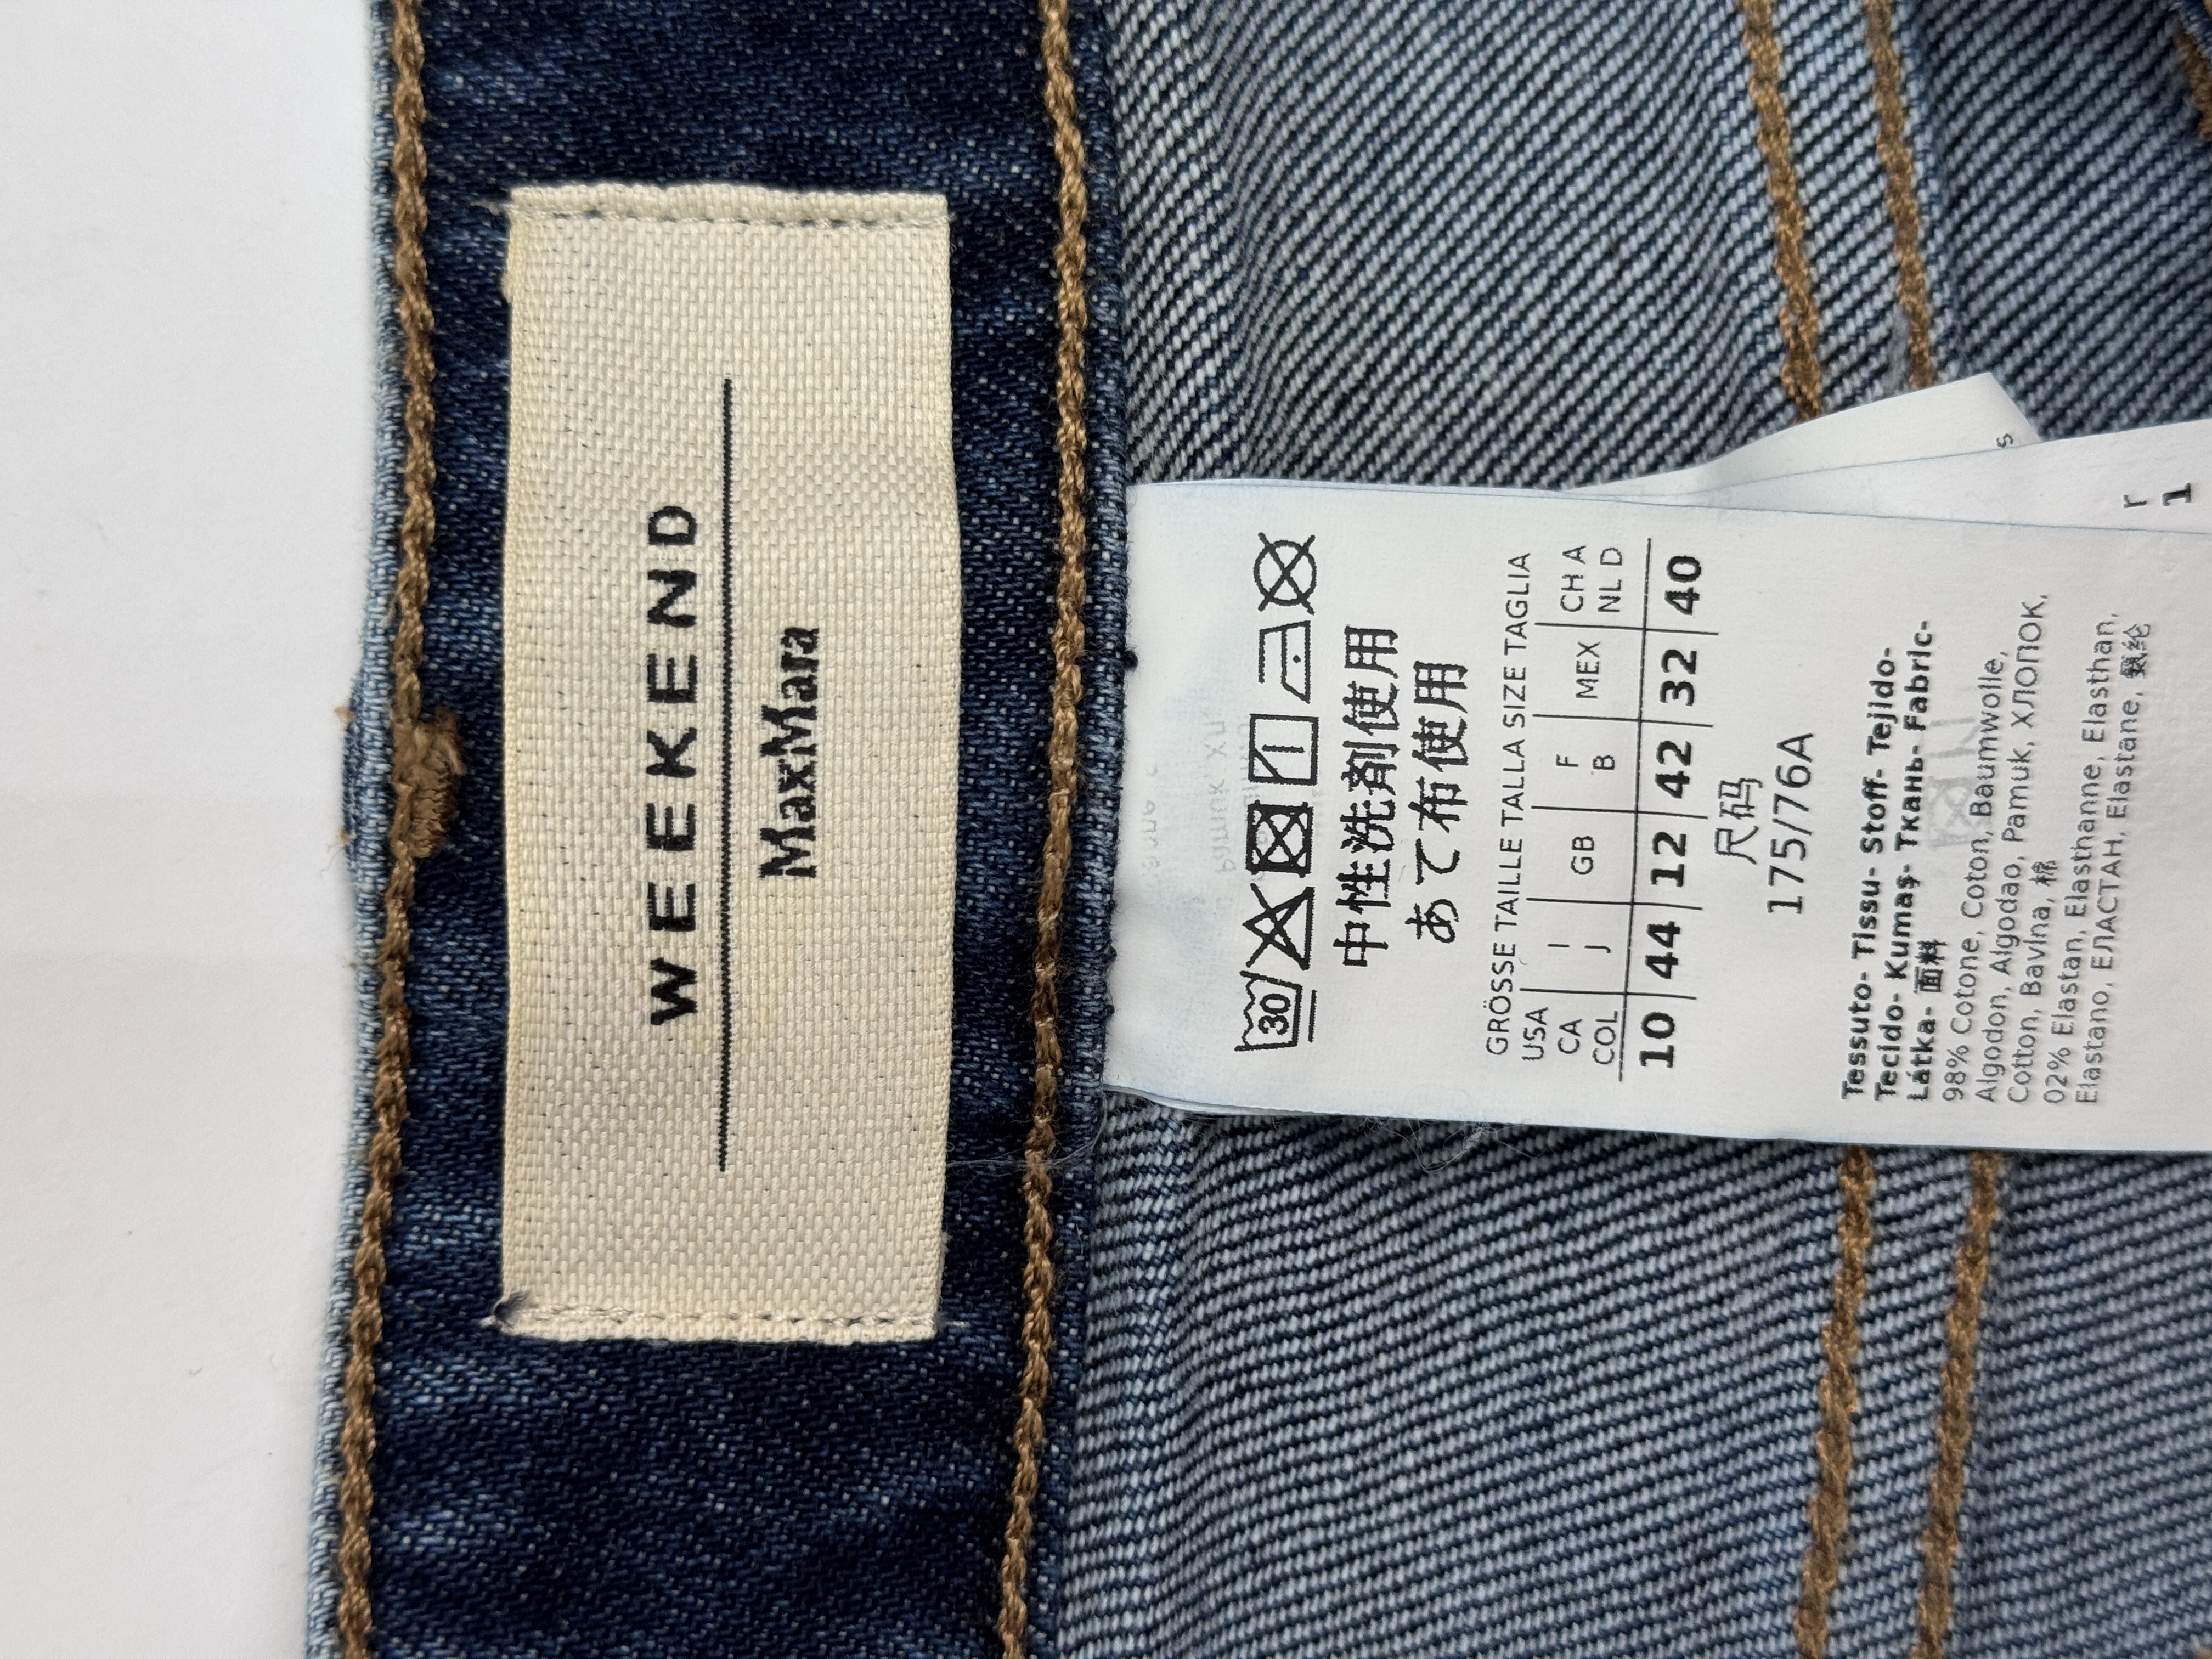 WEEKEND
MaxMara
30
中性洗剤使用
あて布使用
GRÖSSE TAILLE TALLA SIZE TAGLIA
USA CA COL | I J | GB | F B | MEX | CH A NL D
10 | 44 | 12 | 42 | 32 | 40
尺码
175/76A
Tessuto- Tissu- Stoff- Tejido-
Tecido- Kumaş- Ткань- Fabric-
Látka- 面料
98% Cotone, Coton, Baumwolle,
Algodon, Algodao, Pamuk, ХЛОПОК,
Cotton, Bavlna, 棉
02% Elastan, Elasthanne, Elasthan,
Elastano, ЕЛАСТАН, Elastane, 氨纶
s
r
1